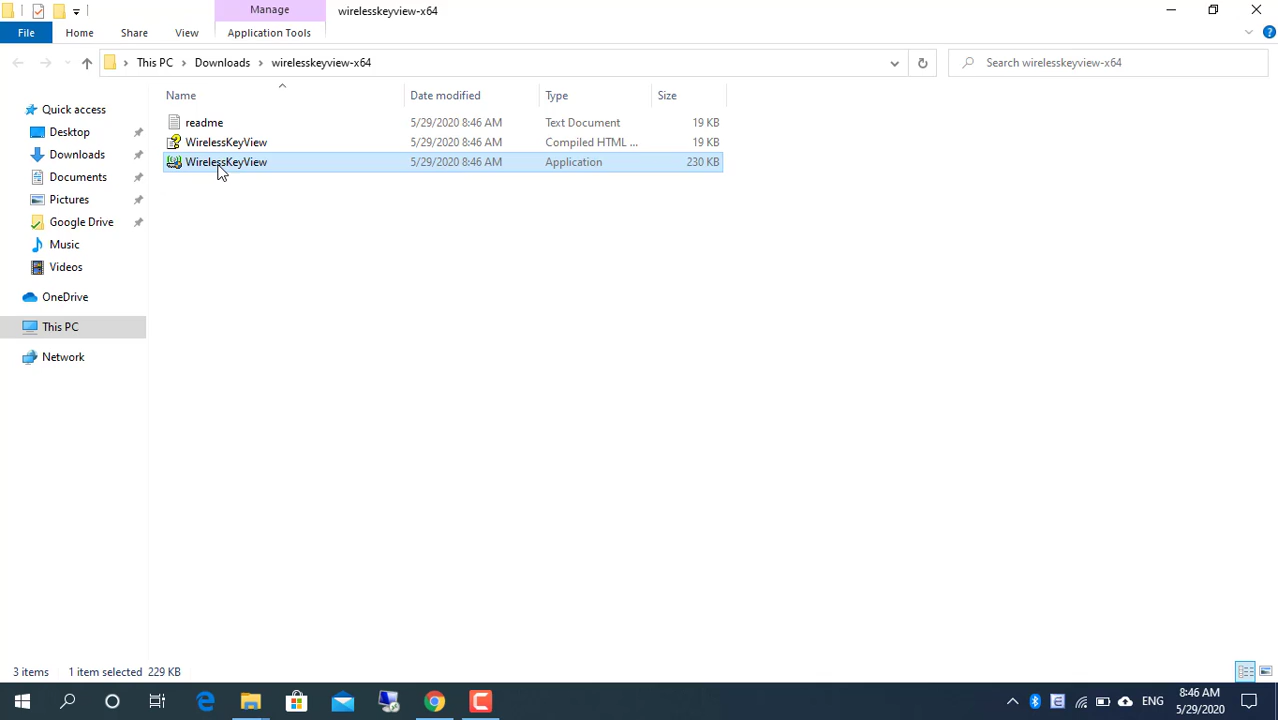 Manage
wirelesskeyview-x64
File
Home
Share
View
Application Tools
This PC
Downloads
wirelesskeyview-x64
Search wirelesskeyview-x64
Name
Date modified
Type
Size
readme
5/29/2020 8:46 AM
Text Document
19 KB
WirelessKeyView
5/29/2020 8:46 AM
Compiled HTML ...
19 KB
WirelessKeyView
5/29/2020 8:46 AM
Application
230 KB
Quick access
Desktop
Downloads
Documents
Pictures
Google Drive
Music
Videos
OneDrive
This PC
Network
3 items
1 item selected 229 KB
ENG
8:46 AM
5/29/2020